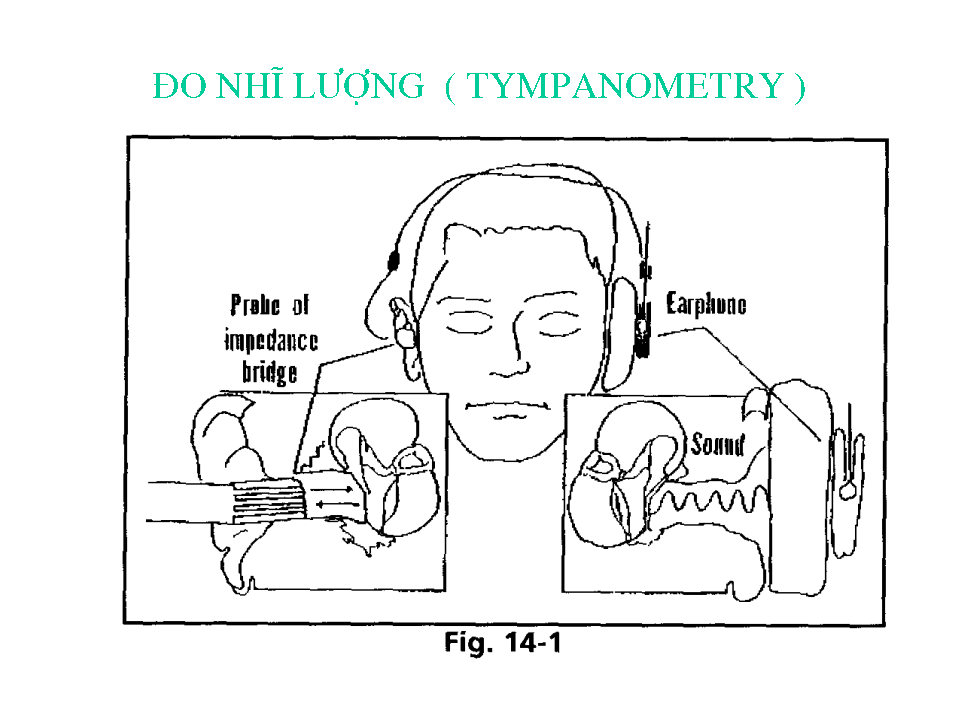 ĐO NHĨ LƯỢNG ( TYMPANOMETRY )
Probe of
impedance
bridge
Earphone
Sound
Fig. 14-1